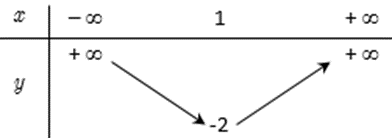 x −∞ 1 +∞
+∞ +∞
y
-2